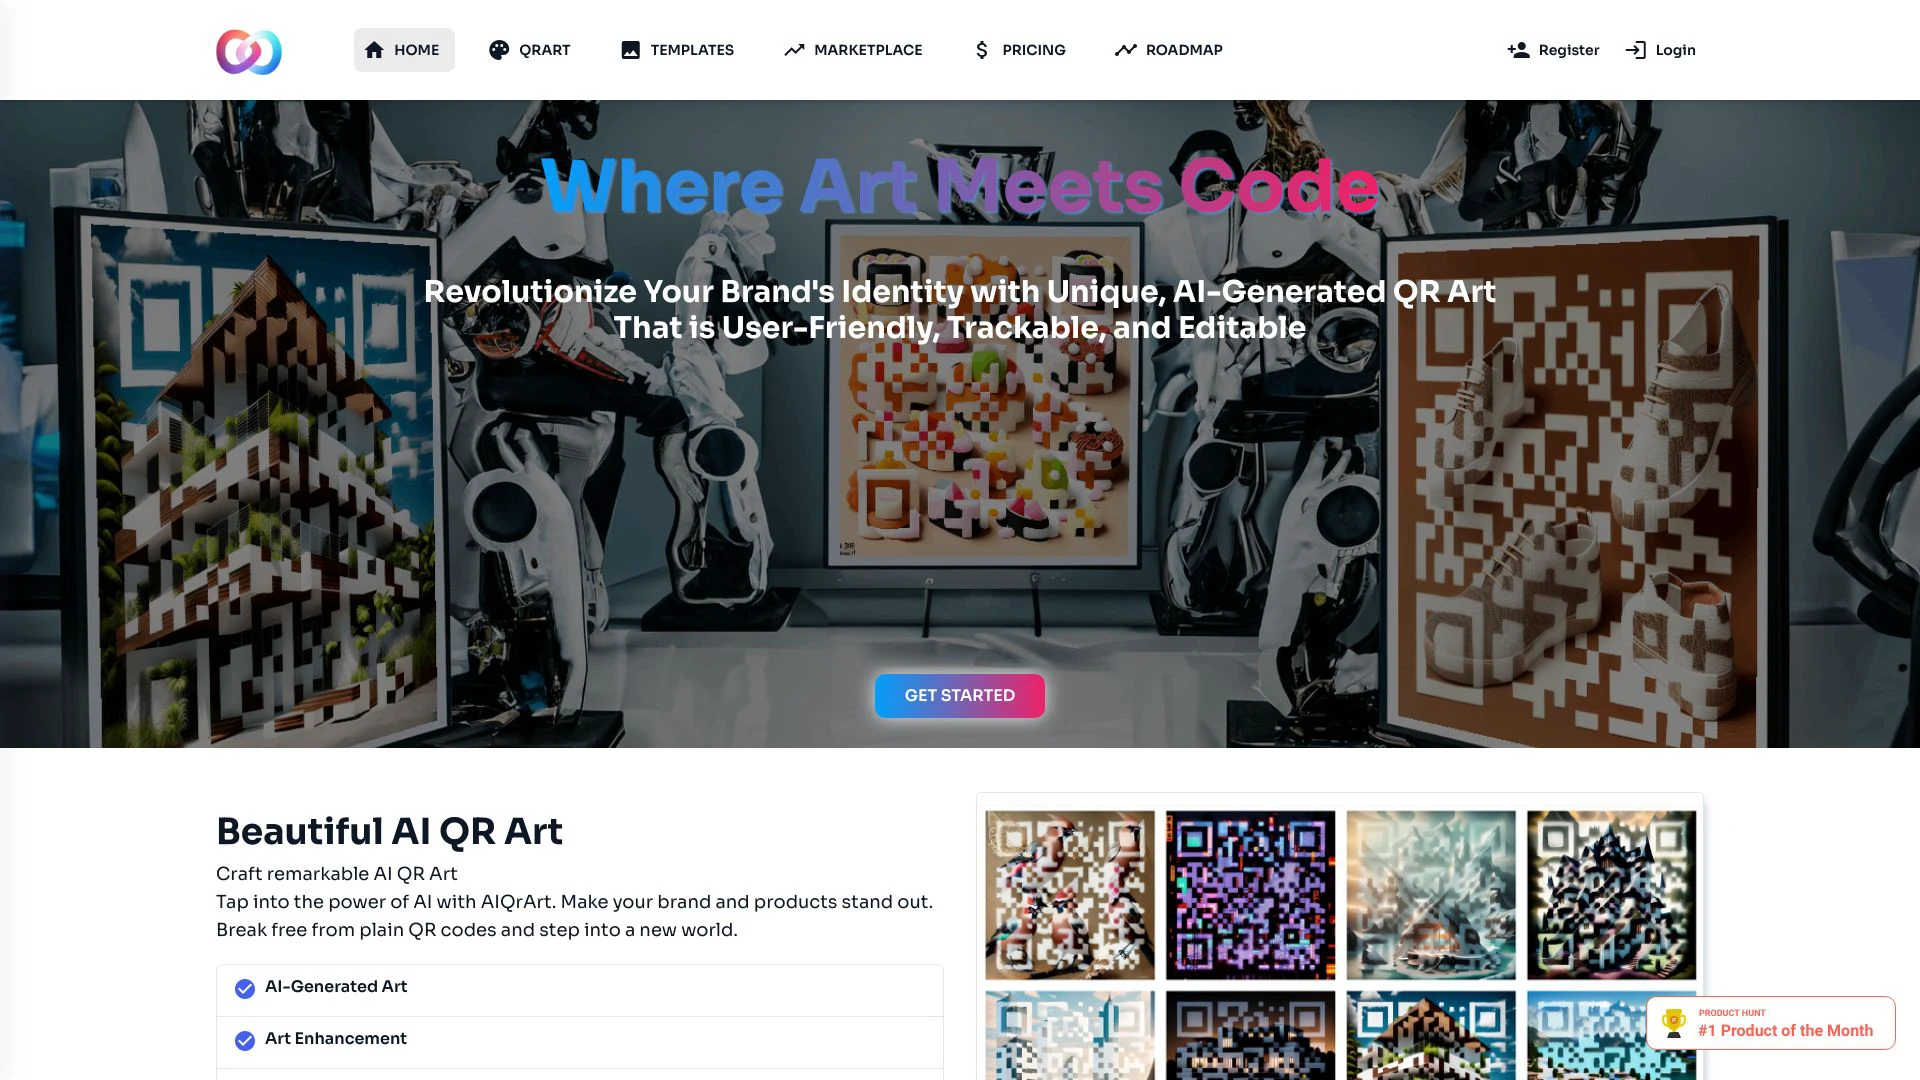 HOME
QRART
TEMPLATES
MARKETPLACE
PRICING
ROADMAP
Register
Login
Where Art Meets Code
Revolutionize Your Brand's Identity with Unique, AI-Generated QR Art
That is User-Friendly, Trackable, and Editable
GET STARTED
Beautiful AI QR Art
Craft remarkable AI QR Art
Tap into the power of AI with AIQrArt. Make your brand and products stand out.
Break free from plain QR codes and step into a new world.
AI-Generated Art
Art Enhancement
PRODUCT HUNT
#1 Product of the Month